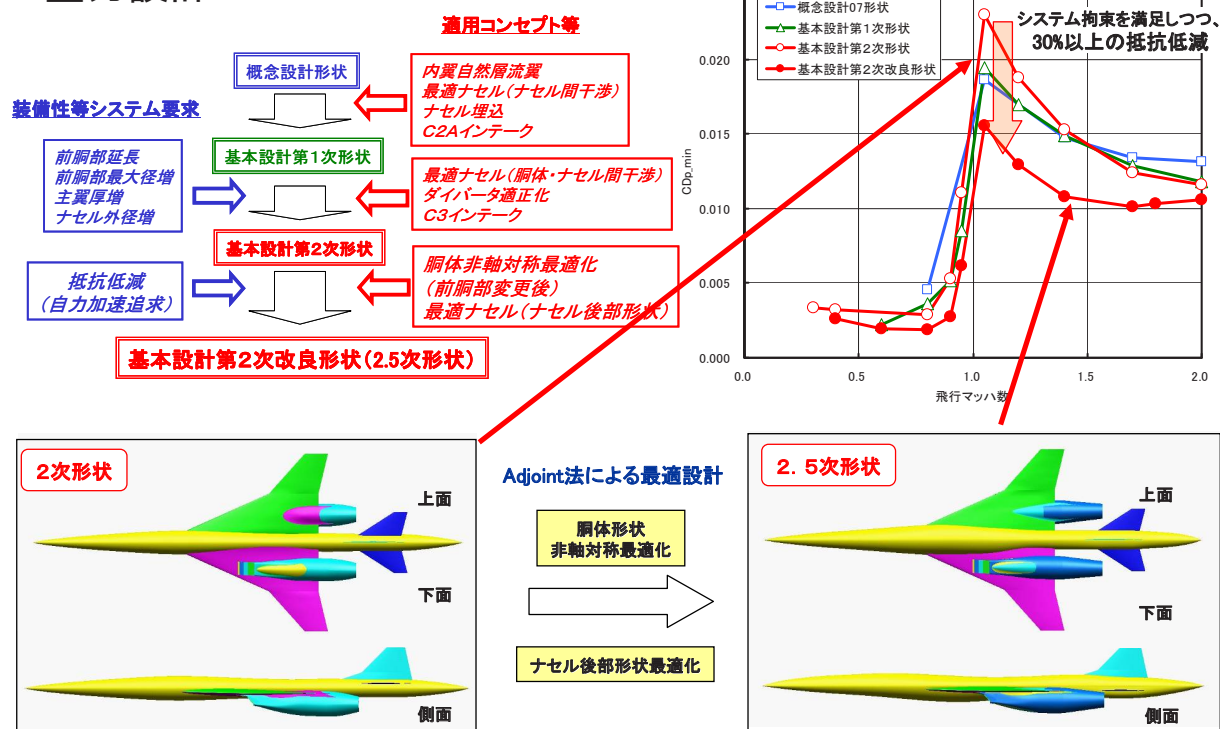 適用コンセプト等
概念設計形状
内翼自然層流翼
最適ナセル(ナセル間干渉)
ナセル埋込
C2Aインテーク
装備性等システム要求
前胴部延長
前胴部最大径増
主翼厚増
ナセル外径増
基本設計第1次形状
最適ナセル(胴体・ナセル間干渉)
ダイバータ適正化
C3インテーク
基本設計第2次形状
抵抗低減
(自力加速追求)
胴体非軸対称最適化
(前胴部変更後)
最適ナセル(ナセル後部形状)
基本設計第2次改良形状(2.5次形状)
概念設計07形状
基本設計第1次形状
基本設計第2次形状
基本設計第2次改良形状
システム拘束を満足しつつ、
30%以上の抵抗低減
0.020
0.015
0.010
0.005
0.000
CDp_min
0.0
0.5
1.0
1.5
2.0
飛行マッハ数
2次形状
上面
下面
側面
Adjoint法による最適設計
胴体形状
非軸対称最適化
ナセル後部形状最適化
2.5次形状
上面
下面
側面